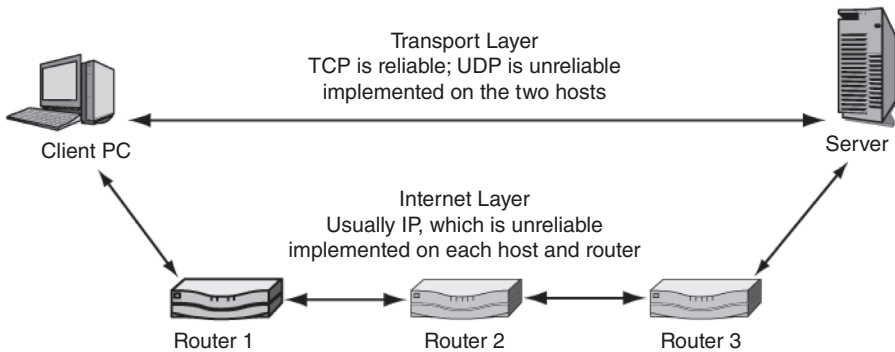 Transport Layer
TCP is reliable; UDP is unreliable
implemented on the two hosts
Client PC
Server
Internet Layer
Usually IP, which is unreliable
implemented on each host and router
Router 1
Router 2
Router 3